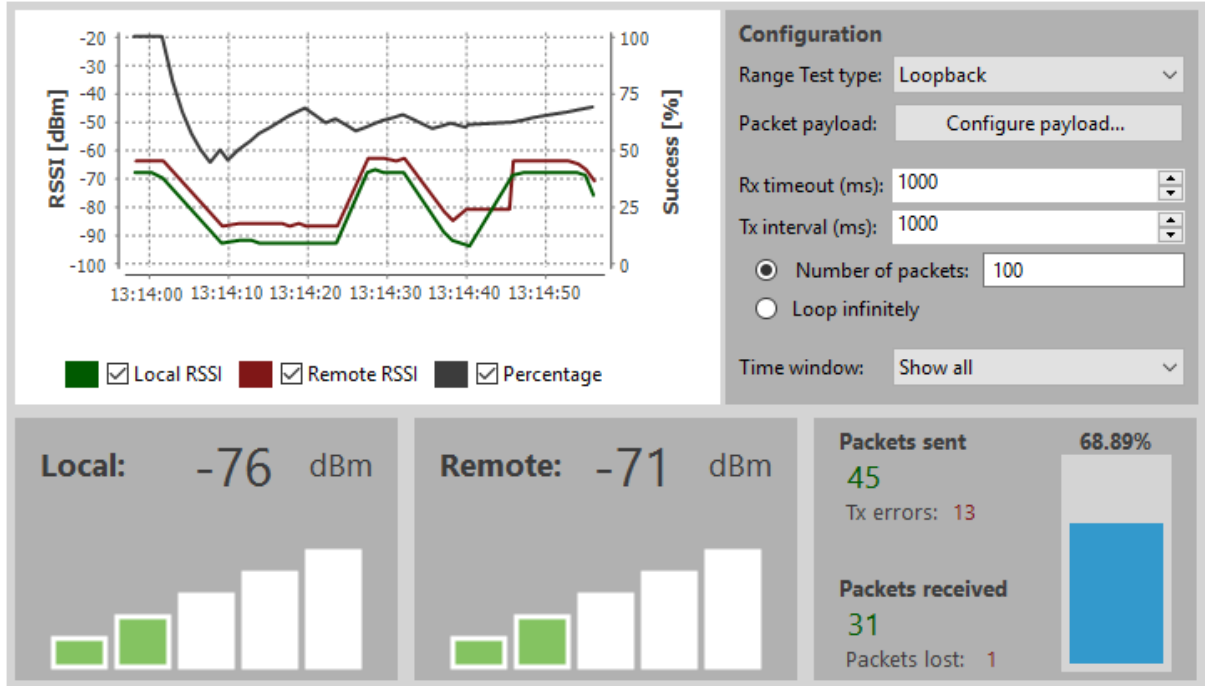 -20
-30
-40
-50
-60
-70
-80
-90
-100
RSSI [dBm]
100
75
50
25
0
Success [%]
13:14:00 13:14:10 13:14:20 13:14:30 13:14:40 13:14:50
Local RSSI Remote RSSI Percentage
Configuration
Range Test type: Loopback
Packet payload: Configure payload...
Rx timeout (ms): 1000
Tx interval (ms): 1000
Number of packets: 100
Loop infinitely
Time window: Show all
Local: -76 dBm
Remote: -71 dBm
Packets sent
45
Tx errors: 13
Packets received
31
Packets lost: 1
68.89%